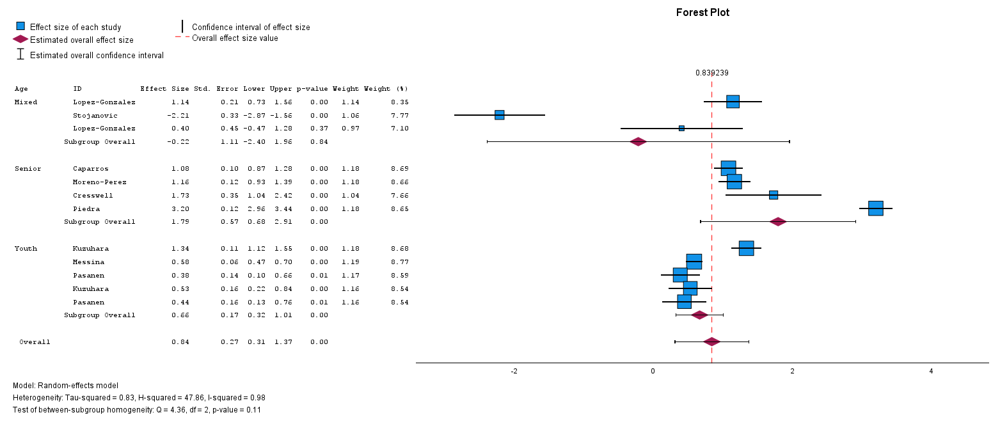 Forest Plot
Effect size of each study
Confidence interval of effect size
Estimated overall effect size
Overall effect size value
Estimated overall confidence interval
0.839239
Age ID Effect Size Std. Error Lower Upper p-value Weight Weight (%)
Mixed Lopez-Gonzalez 1.14 0.21 0.73 1.56 0.00 1.14 8.35
Stojanovic -2.21 0.33 -2.87 -1.56 0.00 1.06 7.77
Lopez-Gonzalez 0.40 0.45 -0.47 1.28 0.37 0.97 7.10
Subgroup Overall -0.22 1.11 -2.40 1.96 0.84
Senior Caparros 1.08 0.10 0.87 1.28 0.00 1.18 8.69
Moreno-Perez 1.16 0.12 0.93 1.39 0.00 1.18 8.66
Cresswell 1.73 0.35 1.04 2.42 0.00 1.04 7.66
Piedra 3.20 0.12 2.96 3.44 0.00 1.18 8.65
Subgroup Overall 1.79 0.57 0.68 2.91 0.00
Youth Kuzuhara 1.34 0.11 1.12 1.55 0.00 1.18 8.68
Messina 0.58 0.06 0.47 0.70 0.00 1.19 8.77
Pasanen 0.38 0.14 0.10 0.66 0.01 1.17 8.59
Kuzuhara 0.53 0.16 0.22 0.84 0.00 1.16 8.54
Pasanen 0.44 0.16 0.13 0.76 0.01 1.16 8.54
Subgroup Overall 0.66 0.17 0.32 1.01 0.00
Overall 0.84 0.27 0.31 1.37 0.00
-2 0 2 4
Model: Random-effects model
Heterogeneity: Tau-squared = 0.83, H-squared = 47.86, I-squared = 0.98
Test of between-subgroup homogeneity: Q = 4.36, df = 2, p-value = 0.11